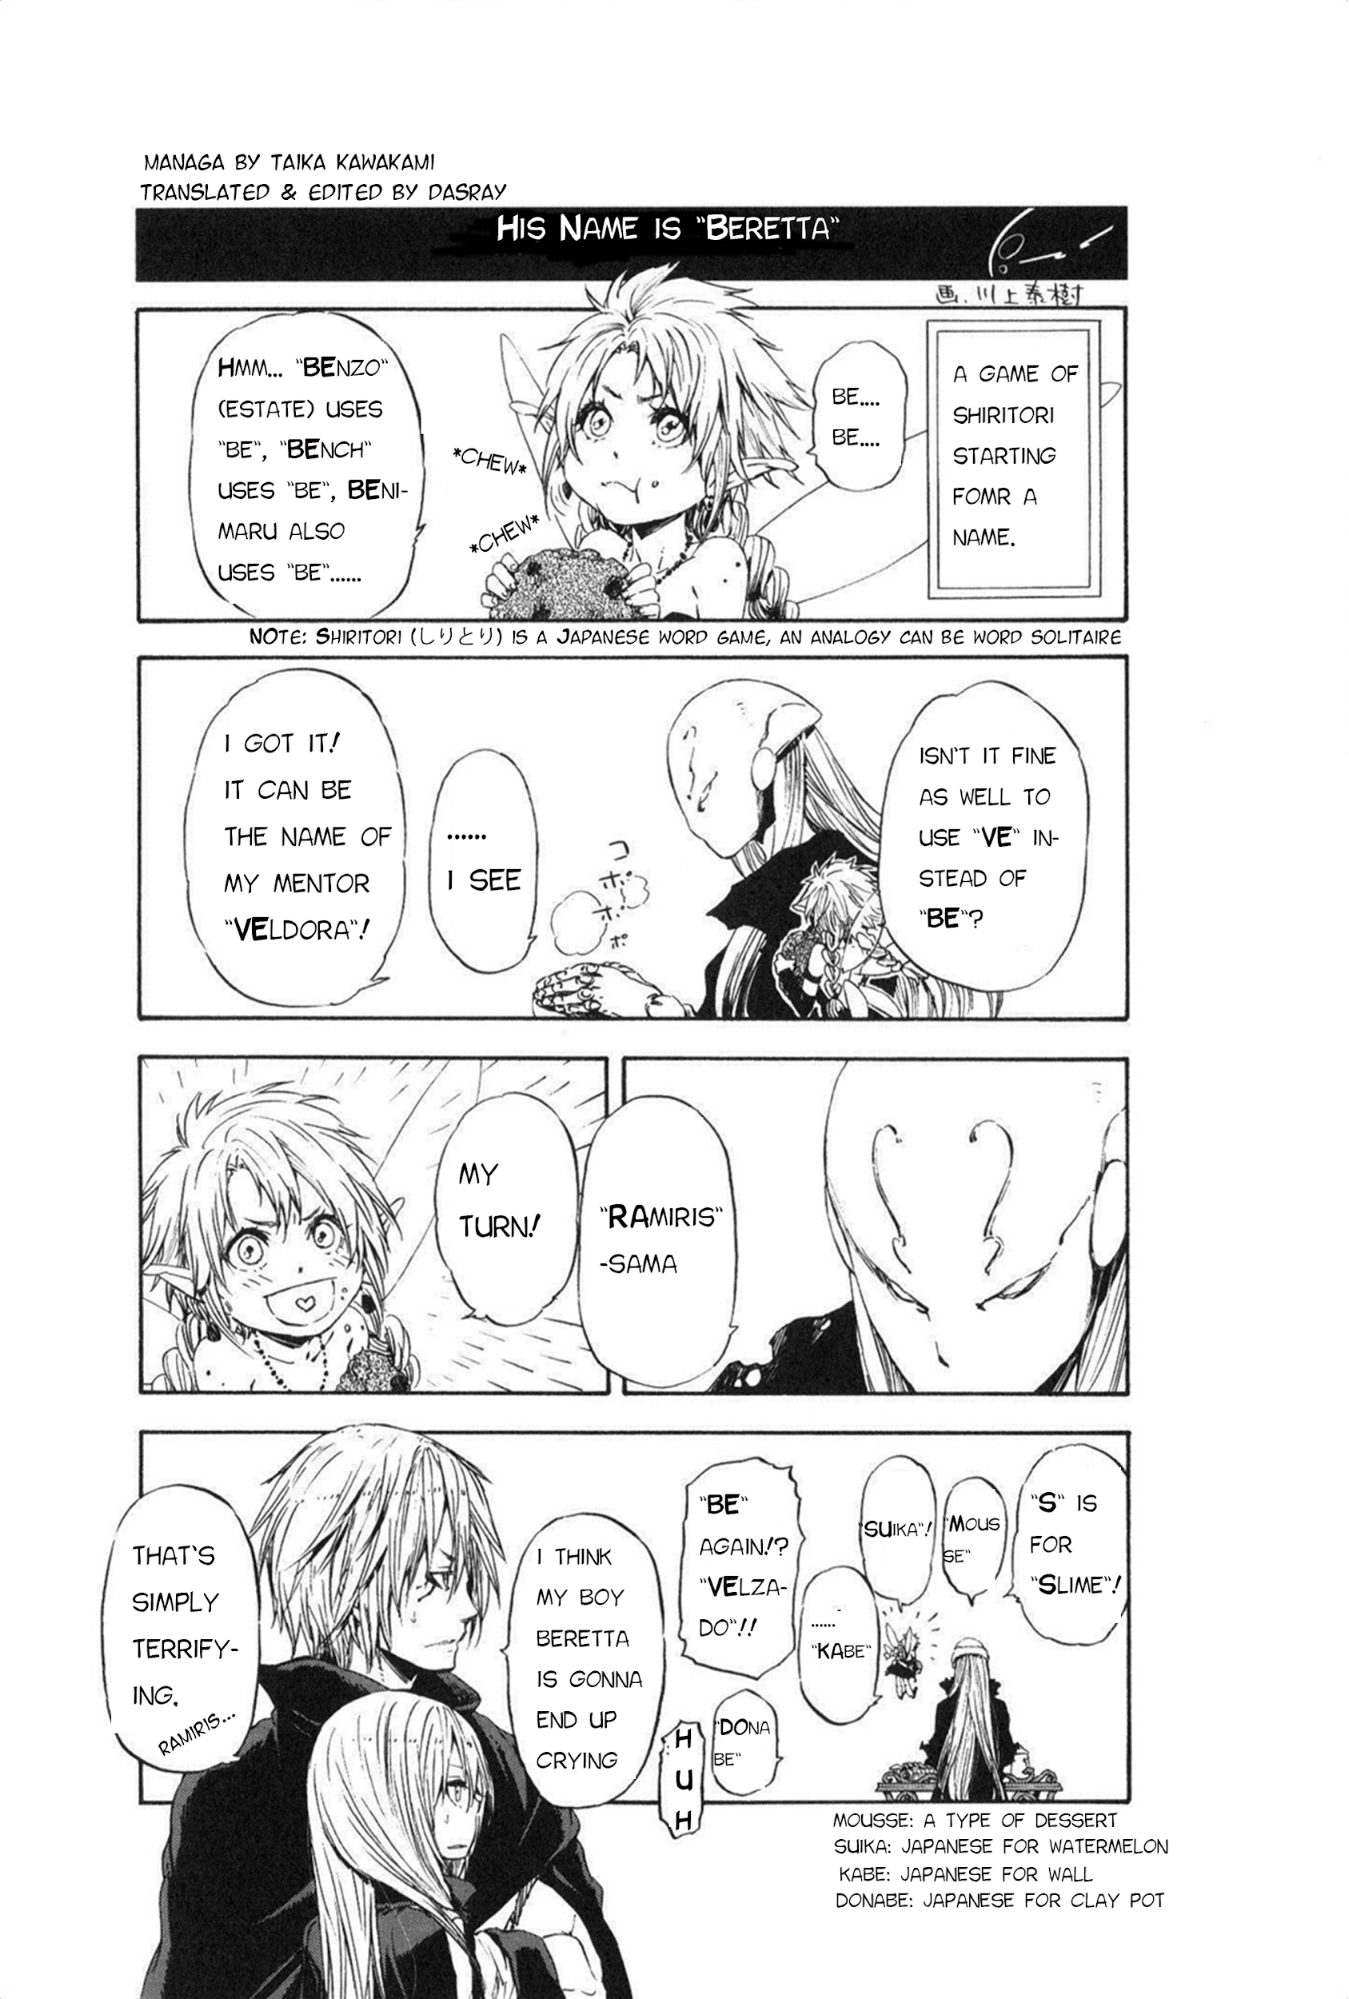 MANAGA BY TAIKA KAWAKAMI
TRANSLATED & EDITED BY DASRAY
HIS NAME IS "BERETTA"
画.川上泰樹
A GAME OF
SHIRITORI
STARTING
FOMR A
NAME.
BE....
BE....
*CHEW*
*CHEW*
HMM... "BENZO"
(ESTATE) USES
"BE", "BENCH"
USES "BE", BENI-
MARU ALSO
USES "BE"......
NOTE: SHIRITORI (しりとり) IS A JAPANESE WORD GAME, AN ANALOGY CAN BE WORD SOLITAIRE
ISN'T IT FINE
AS WELL TO
USE "VE" IN-
STEAD OF
"BE"?
コ
ポ
ポ
ポ
......
I SEE
I GOT IT!
IT CAN BE
THE NAME OF
MY MENTOR
"VELDORA"!
"RAMIRIS"
-SAMA
MY
TURN!
"S" IS
FOR
"SLIME"!
"MOUS
SE"
"SUIKA"!
......
"KABE"
"BE"
AGAIN!?
"VELZA-
DO"!!
"DONA
BE"
HUH
I THINK
MY BOY
BERETTA
IS GONNA
END UP
CRYING
THAT'S
SIMPLY
TERRIFY-
ING.
RAMIRIS...
MOUSSE: A TYPE OF DESSERT
SUIKA: JAPANESE FOR WATERMELON
KABE: JAPANESE FOR WALL
DONABE: JAPANESE FOR CLAY POT